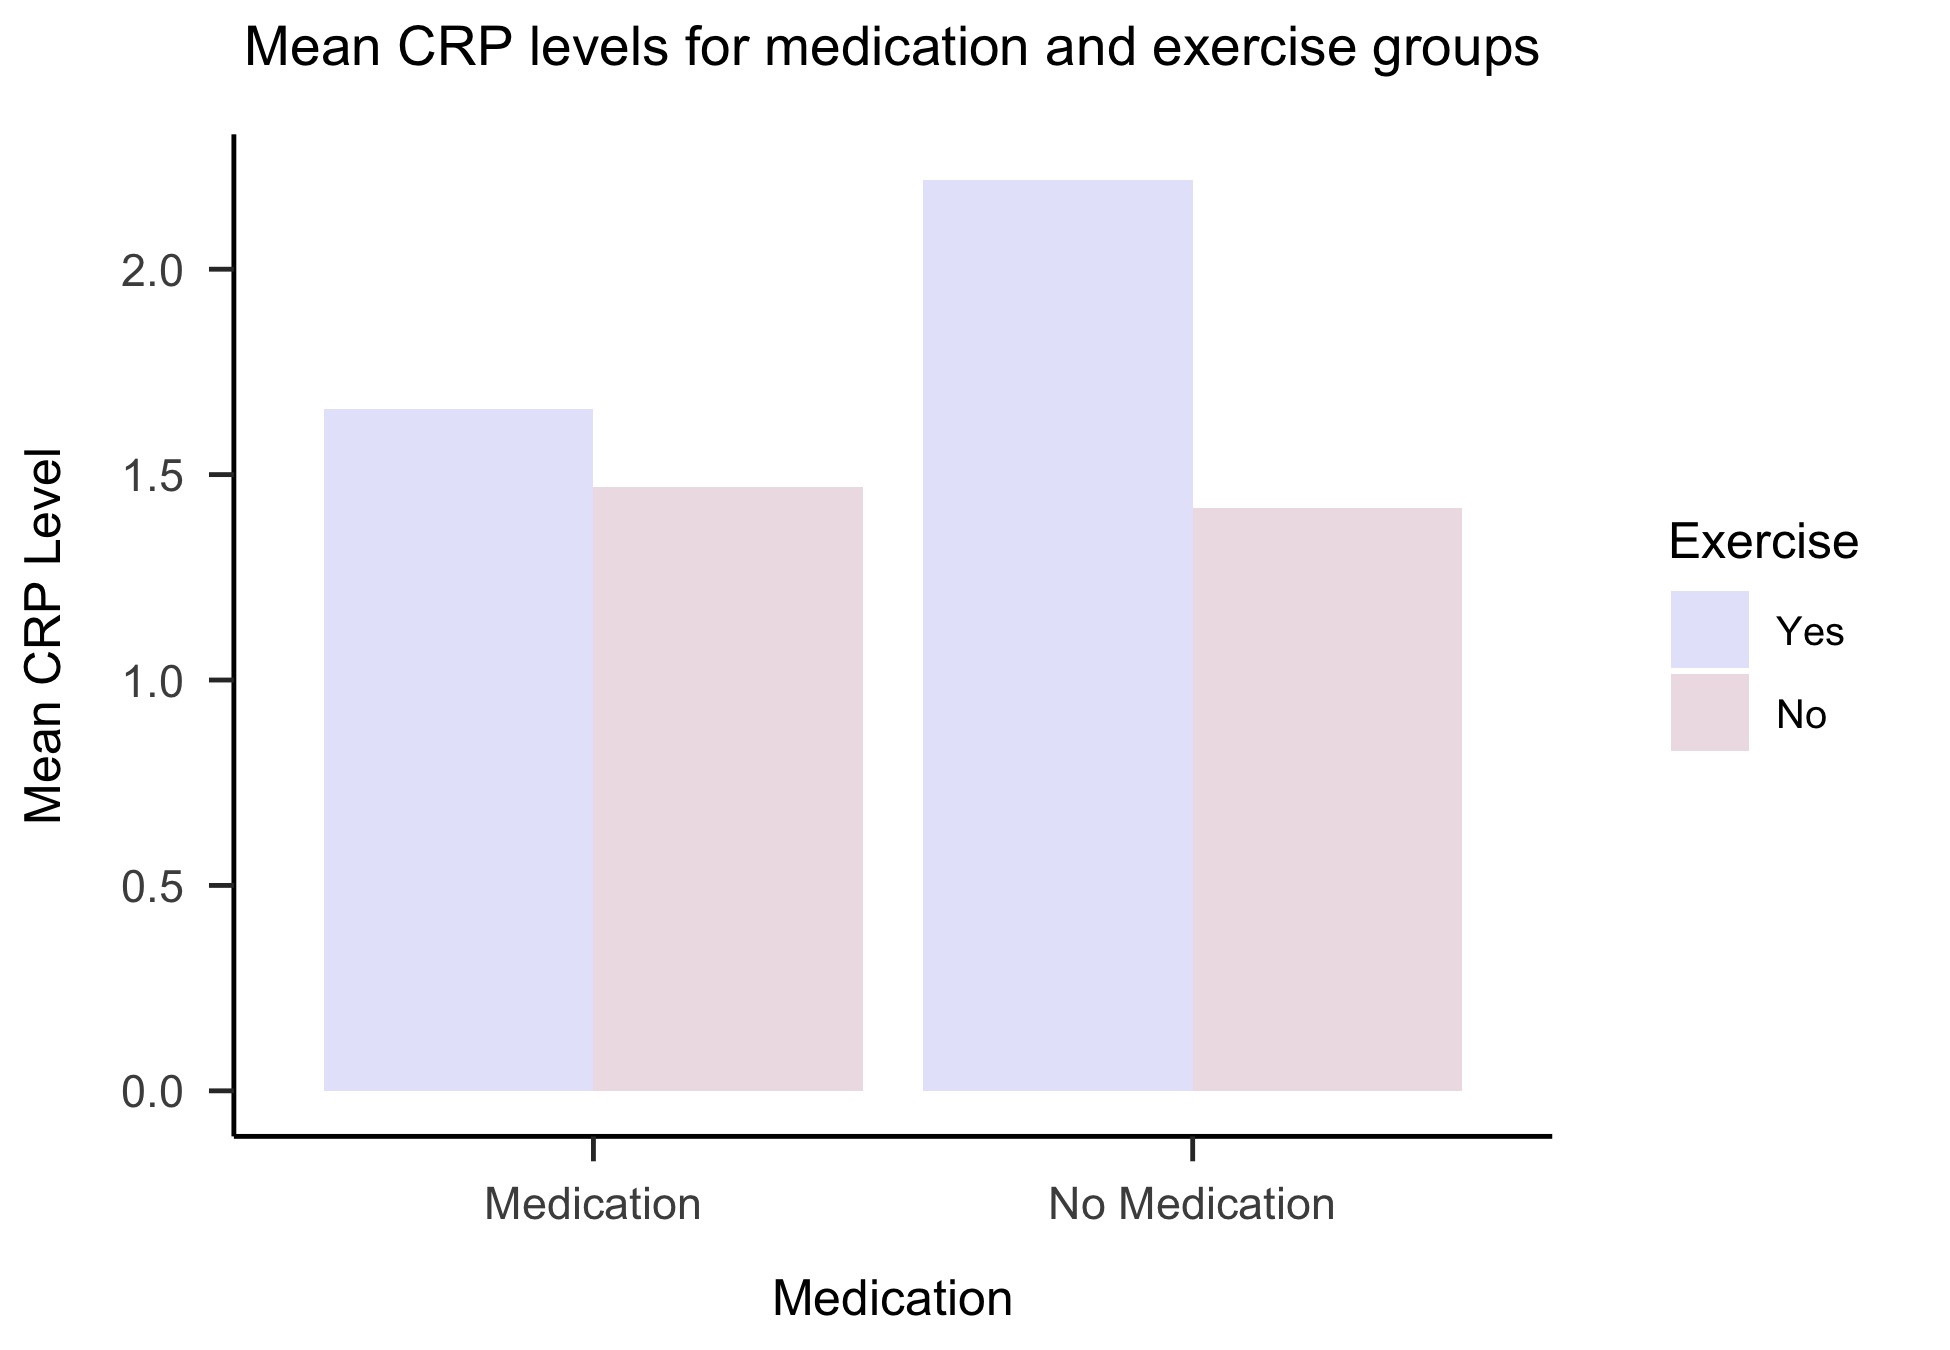 Mean CRP levels for medication and exercise groups
Mean CRP Level
2.0
1.5
1.0
0.5
0.0
Medication
No Medication
Medication
Exercise
Yes
No